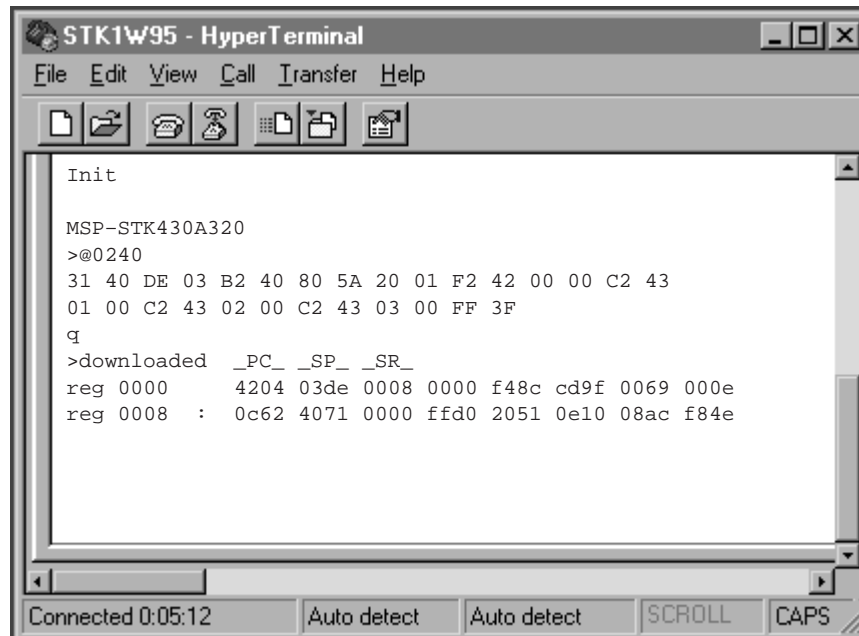 STK1W95 - HyperTerminal
File Edit View Call Transfer Help
Init
MSP-STK430A320
>@0240
31 40 DE 03 B2 40 80 5A 20 01 F2 42 00 00 C2 43
01 00 C2 43 02 00 C2 43 03 00 FF 3F
q
>downloaded _PC_ _SP_ _SR_
reg 0000 4204 03de 0008 0000 f48c cd9f 0069 000e
reg 0008 : 0c62 4071 0000 ffd0 2051 0e10 08ac f84e
Connected 0:05:12 Auto detect Auto detect SCROLL CAPS